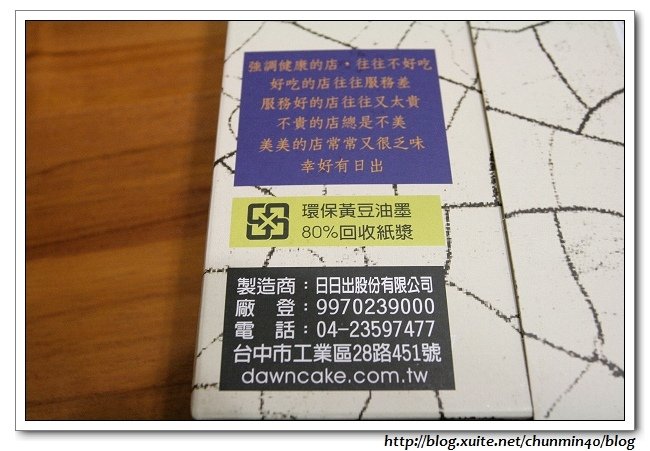 強調健康的店，往往不好吃
好吃的店往往服務差
服務好的店往往又太貴
不貴的店總是不美
美美的店常常又很乏味
幸好有日出
環保黃豆油墨
80%回收紙漿
製造商：日日出股份有限公司
廠　登：9970239000
電　話：04-23597477
台中市工業區28路451號
dawncake.com.tw
http://blog.xuite.net/chunmin40/blog